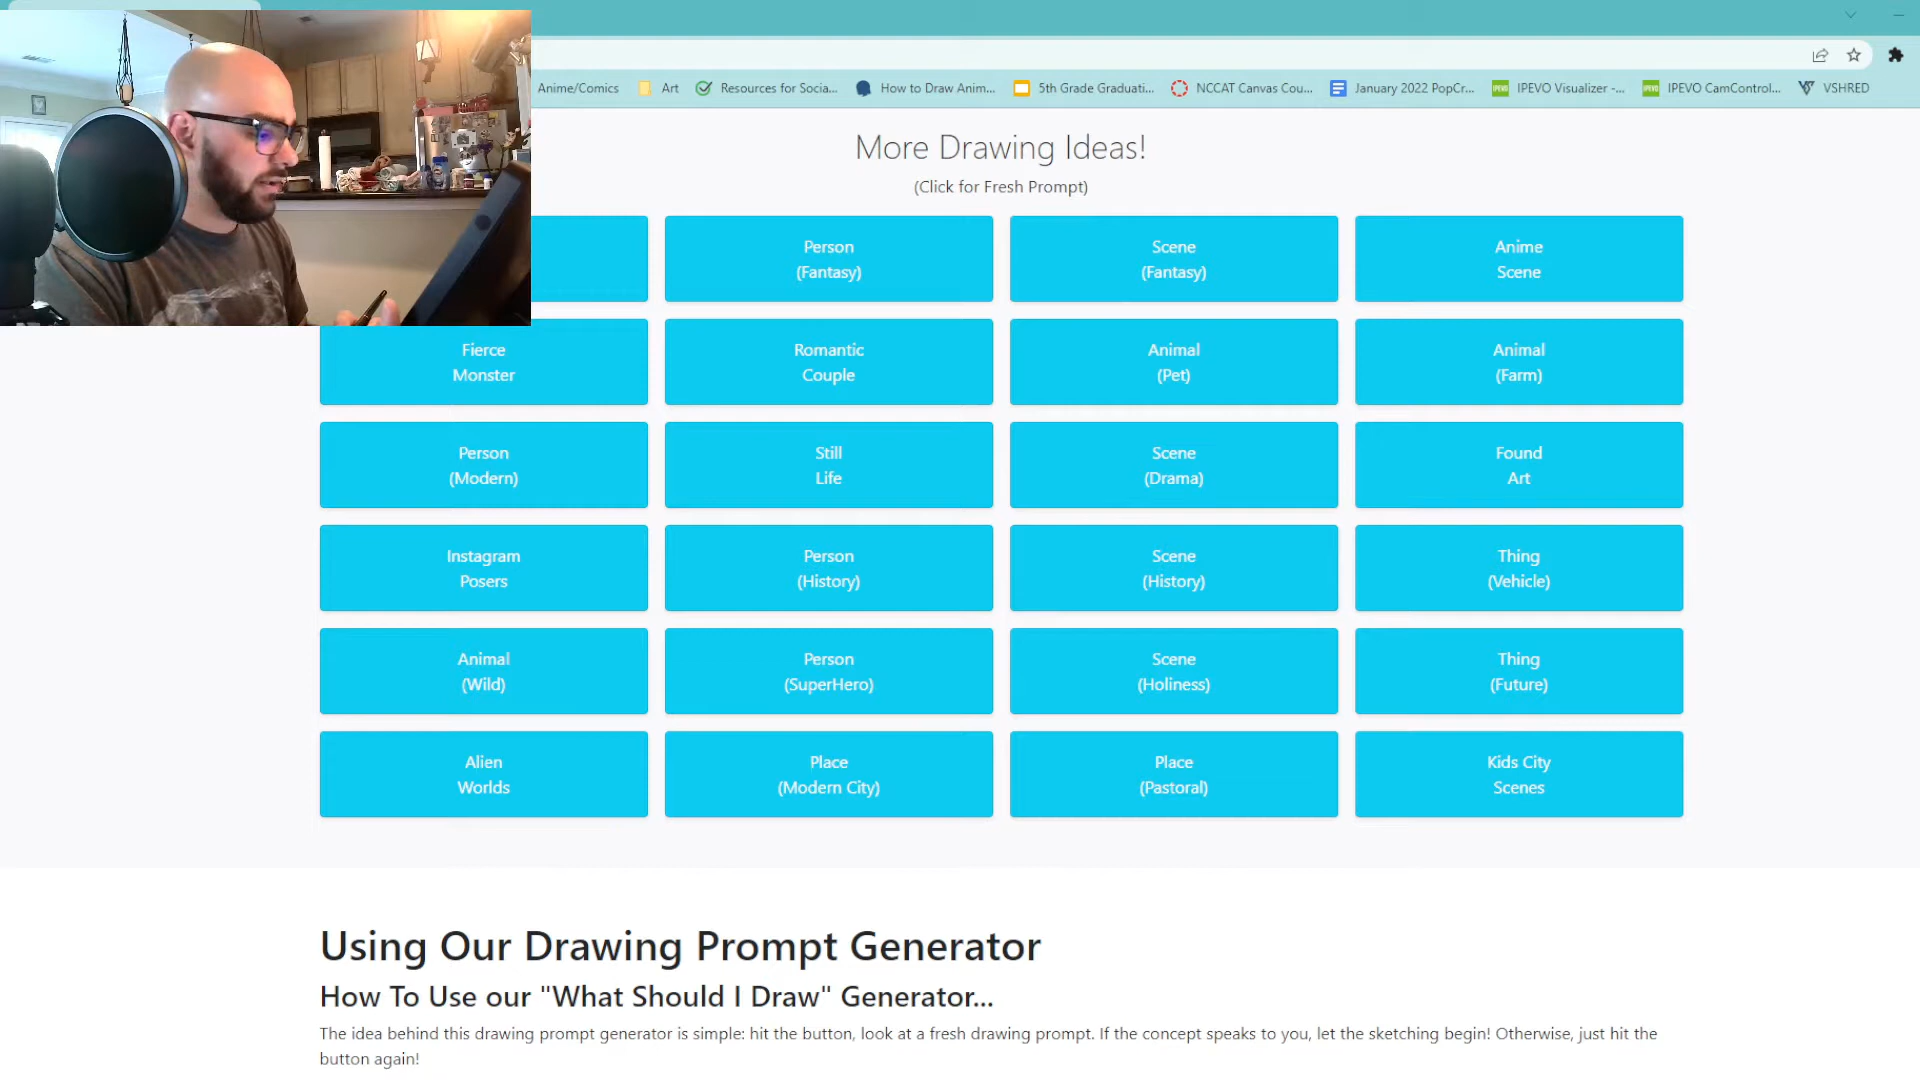 Anime/Comics Art Resources for Socia... How to Draw Anim... 5th Grade Graduati... NCCAT Canvas Cou... January 2022 PopCr... IPEVO Visualizer -... IPEVO CamControl... VSHRED
More Drawing Ideas!
(Click for Fresh Prompt)
Person
(Fantasy)
Scene
(Fantasy)
Anime
Scene
Fierce
Monster
Romantic
Couple
Animal
(Pet)
Animal
(Farm)
Person
(Modern)
Still
Life
Scene
(Drama)
Found
Art
Instagram
Posers
Person
(History)
Scene
(History)
Thing
(Vehicle)
Animal
(Wild)
Person
(SuperHero)
Scene
(Holiness)
Thing
(Future)
Alien
Worlds
Place
(Modern City)
Place
(Pastoral)
Kids City
Scenes
Using Our Drawing Prompt Generator
How To Use our "What Should I Draw" Generator...
The idea behind this drawing prompt generator is simple: hit the button, look at a fresh drawing prompt. If the concept speaks to you, let the sketching begin! Otherwise, just hit the
button again!